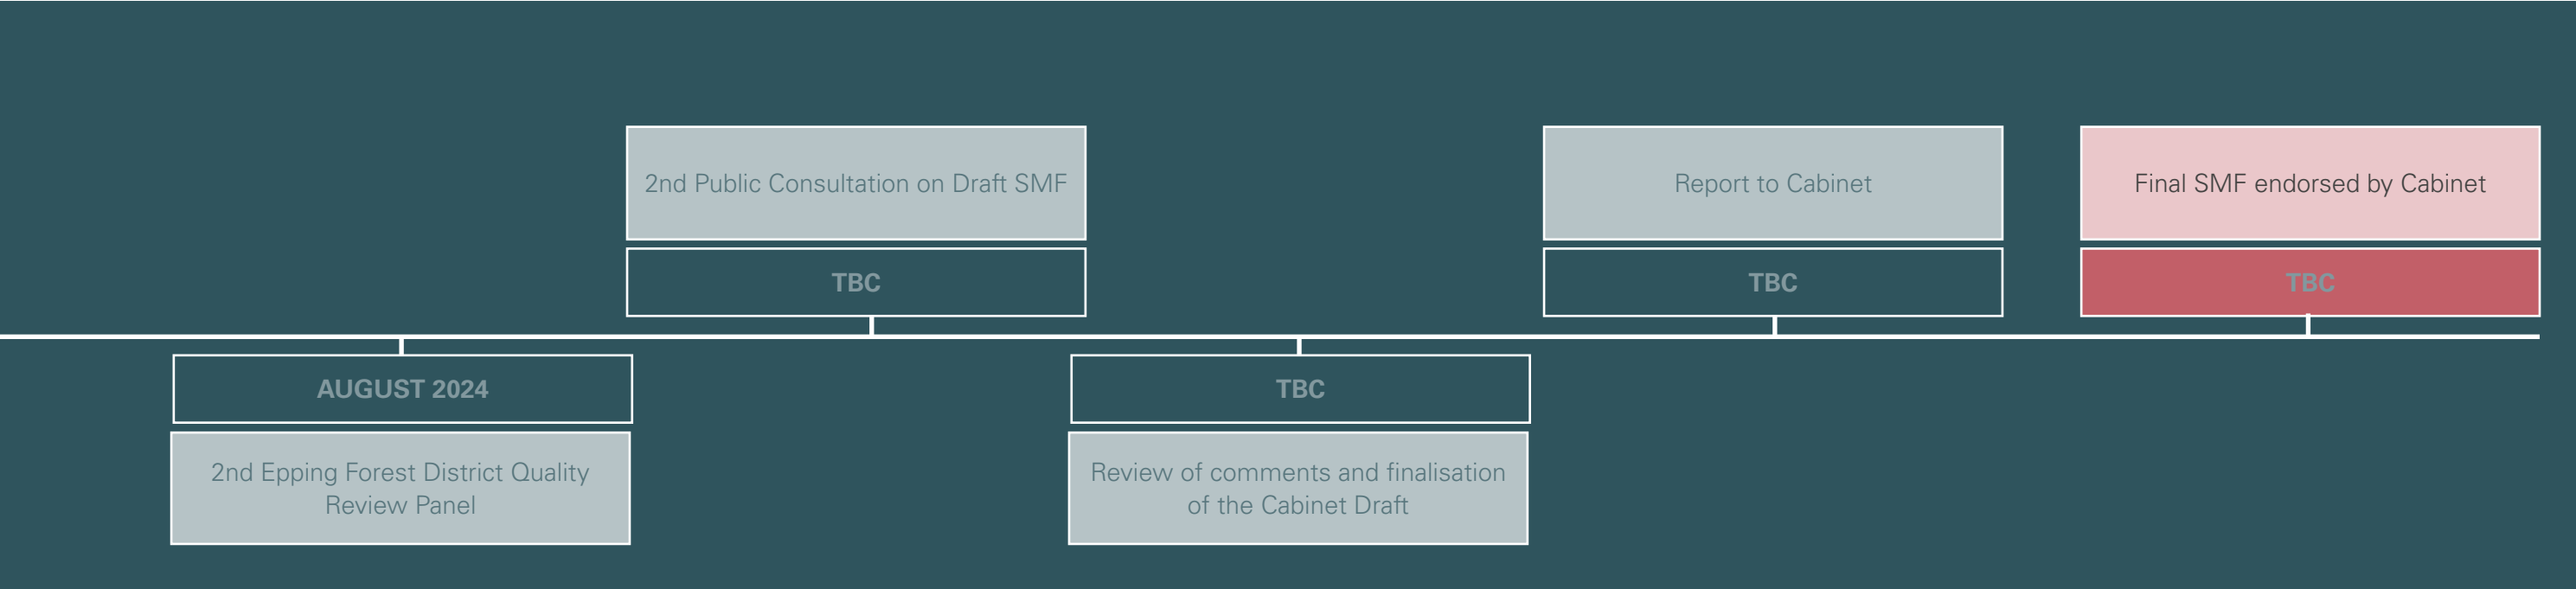 2nd Public Consultation on Draft SMF
TBC
Report to Cabinet
TBC
Final SMF endorsed by Cabinet
TBC
AUGUST 2024
2nd Epping Forest District Quality
Review Panel
TBC
Review of comments and finalisation
of the Cabinet Draft